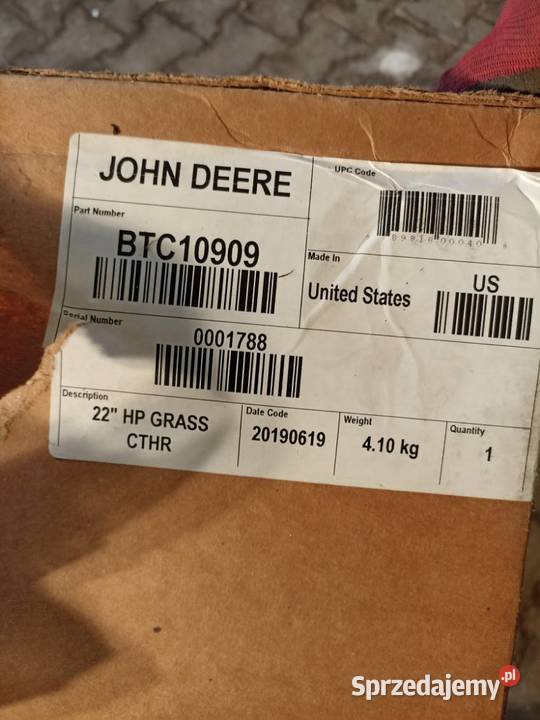 JOHN DEERE
UPC Code
Part Number
BTC10909
Made In
United States
US
Serial Number
0001788
Description
22" HP GRASS
CTHR
Date Code
20190619
Weight
4.10 kg
Quantity
1
Sprzedajemy.pl